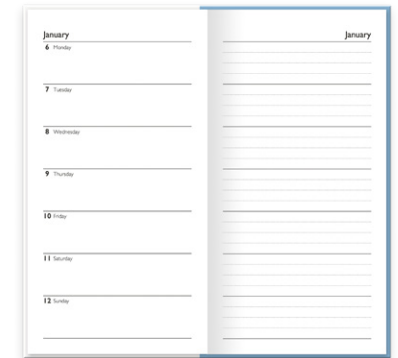 January
6 Monday
7 Tuesday
8 Wednesday
9 Thursday
10 Friday
11 Saturday
12 Sunday
January